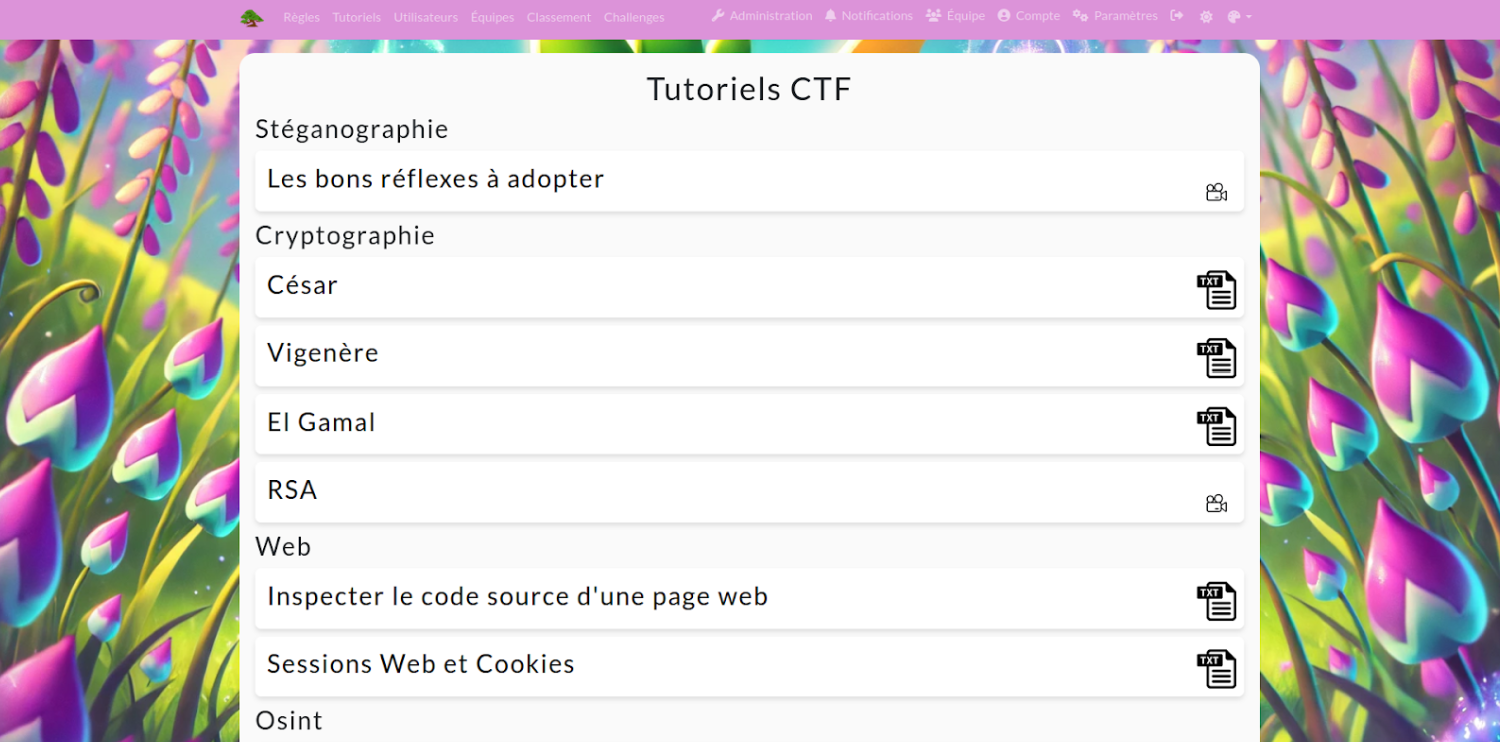 Règles Tutoriels Utilisateurs Équipes Classement Challenges Administration Notifications Équipe Compte Paramètres
Tutoriels CTF
Stéganographie
Les bons réflexes à adopter
Cryptographie
César
TXT
Vigenère
TXT
El Gamal
TXT
RSA
Web
Inspecter le code source d'une page web
TXT
Sessions Web et Cookies
TXT
Osint